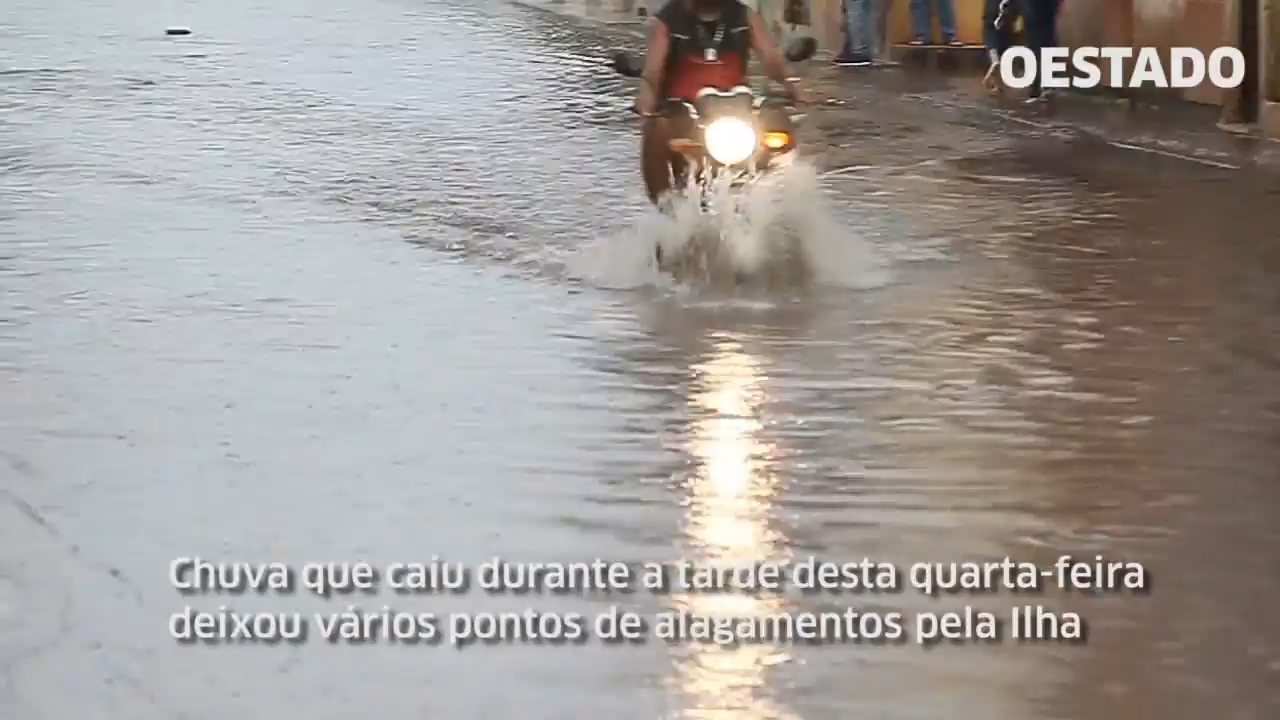 OESTADO
Chuva que caiu durante a tarde desta quarta-feira
deixou vários pontos de alagamentos pela Ilha